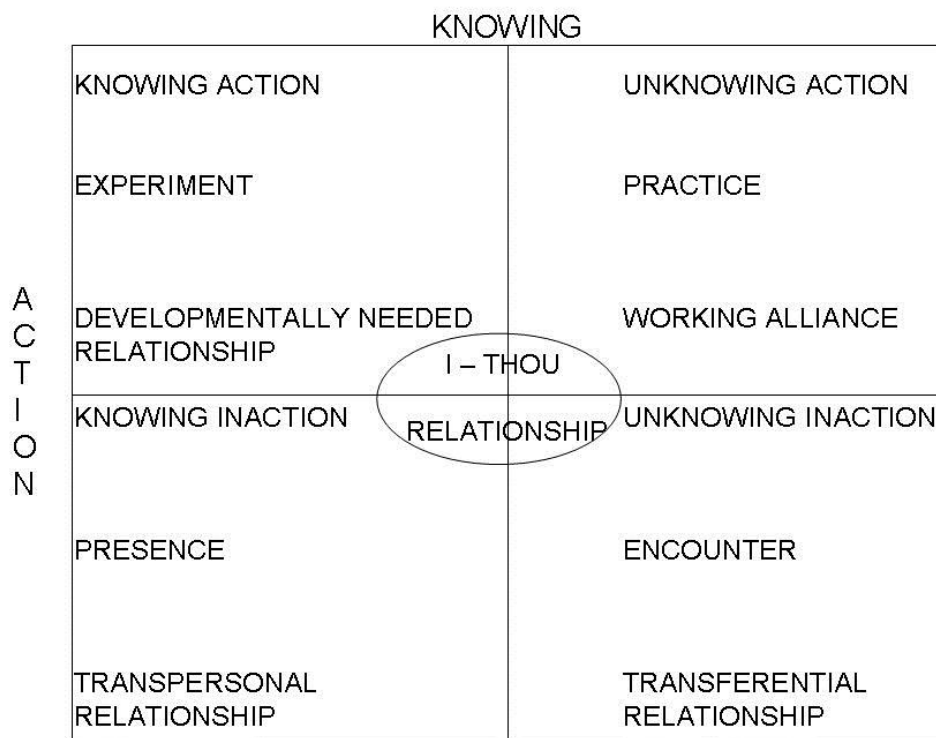 KNOWING
KNOWING ACTION
UNKNOWING ACTION
EXPERIMENT
PRACTICE
ACTION
DEVELOPMENTALLY NEEDED
RELATIONSHIP
WORKING ALLIANCE
I – THOU
RELATIONSHIP
KNOWING INACTION
UNKNOWING INACTION
PRESENCE
ENCOUNTER
TRANSPERSONAL
RELATIONSHIP
TRANSFERENTIAL
RELATIONSHIP